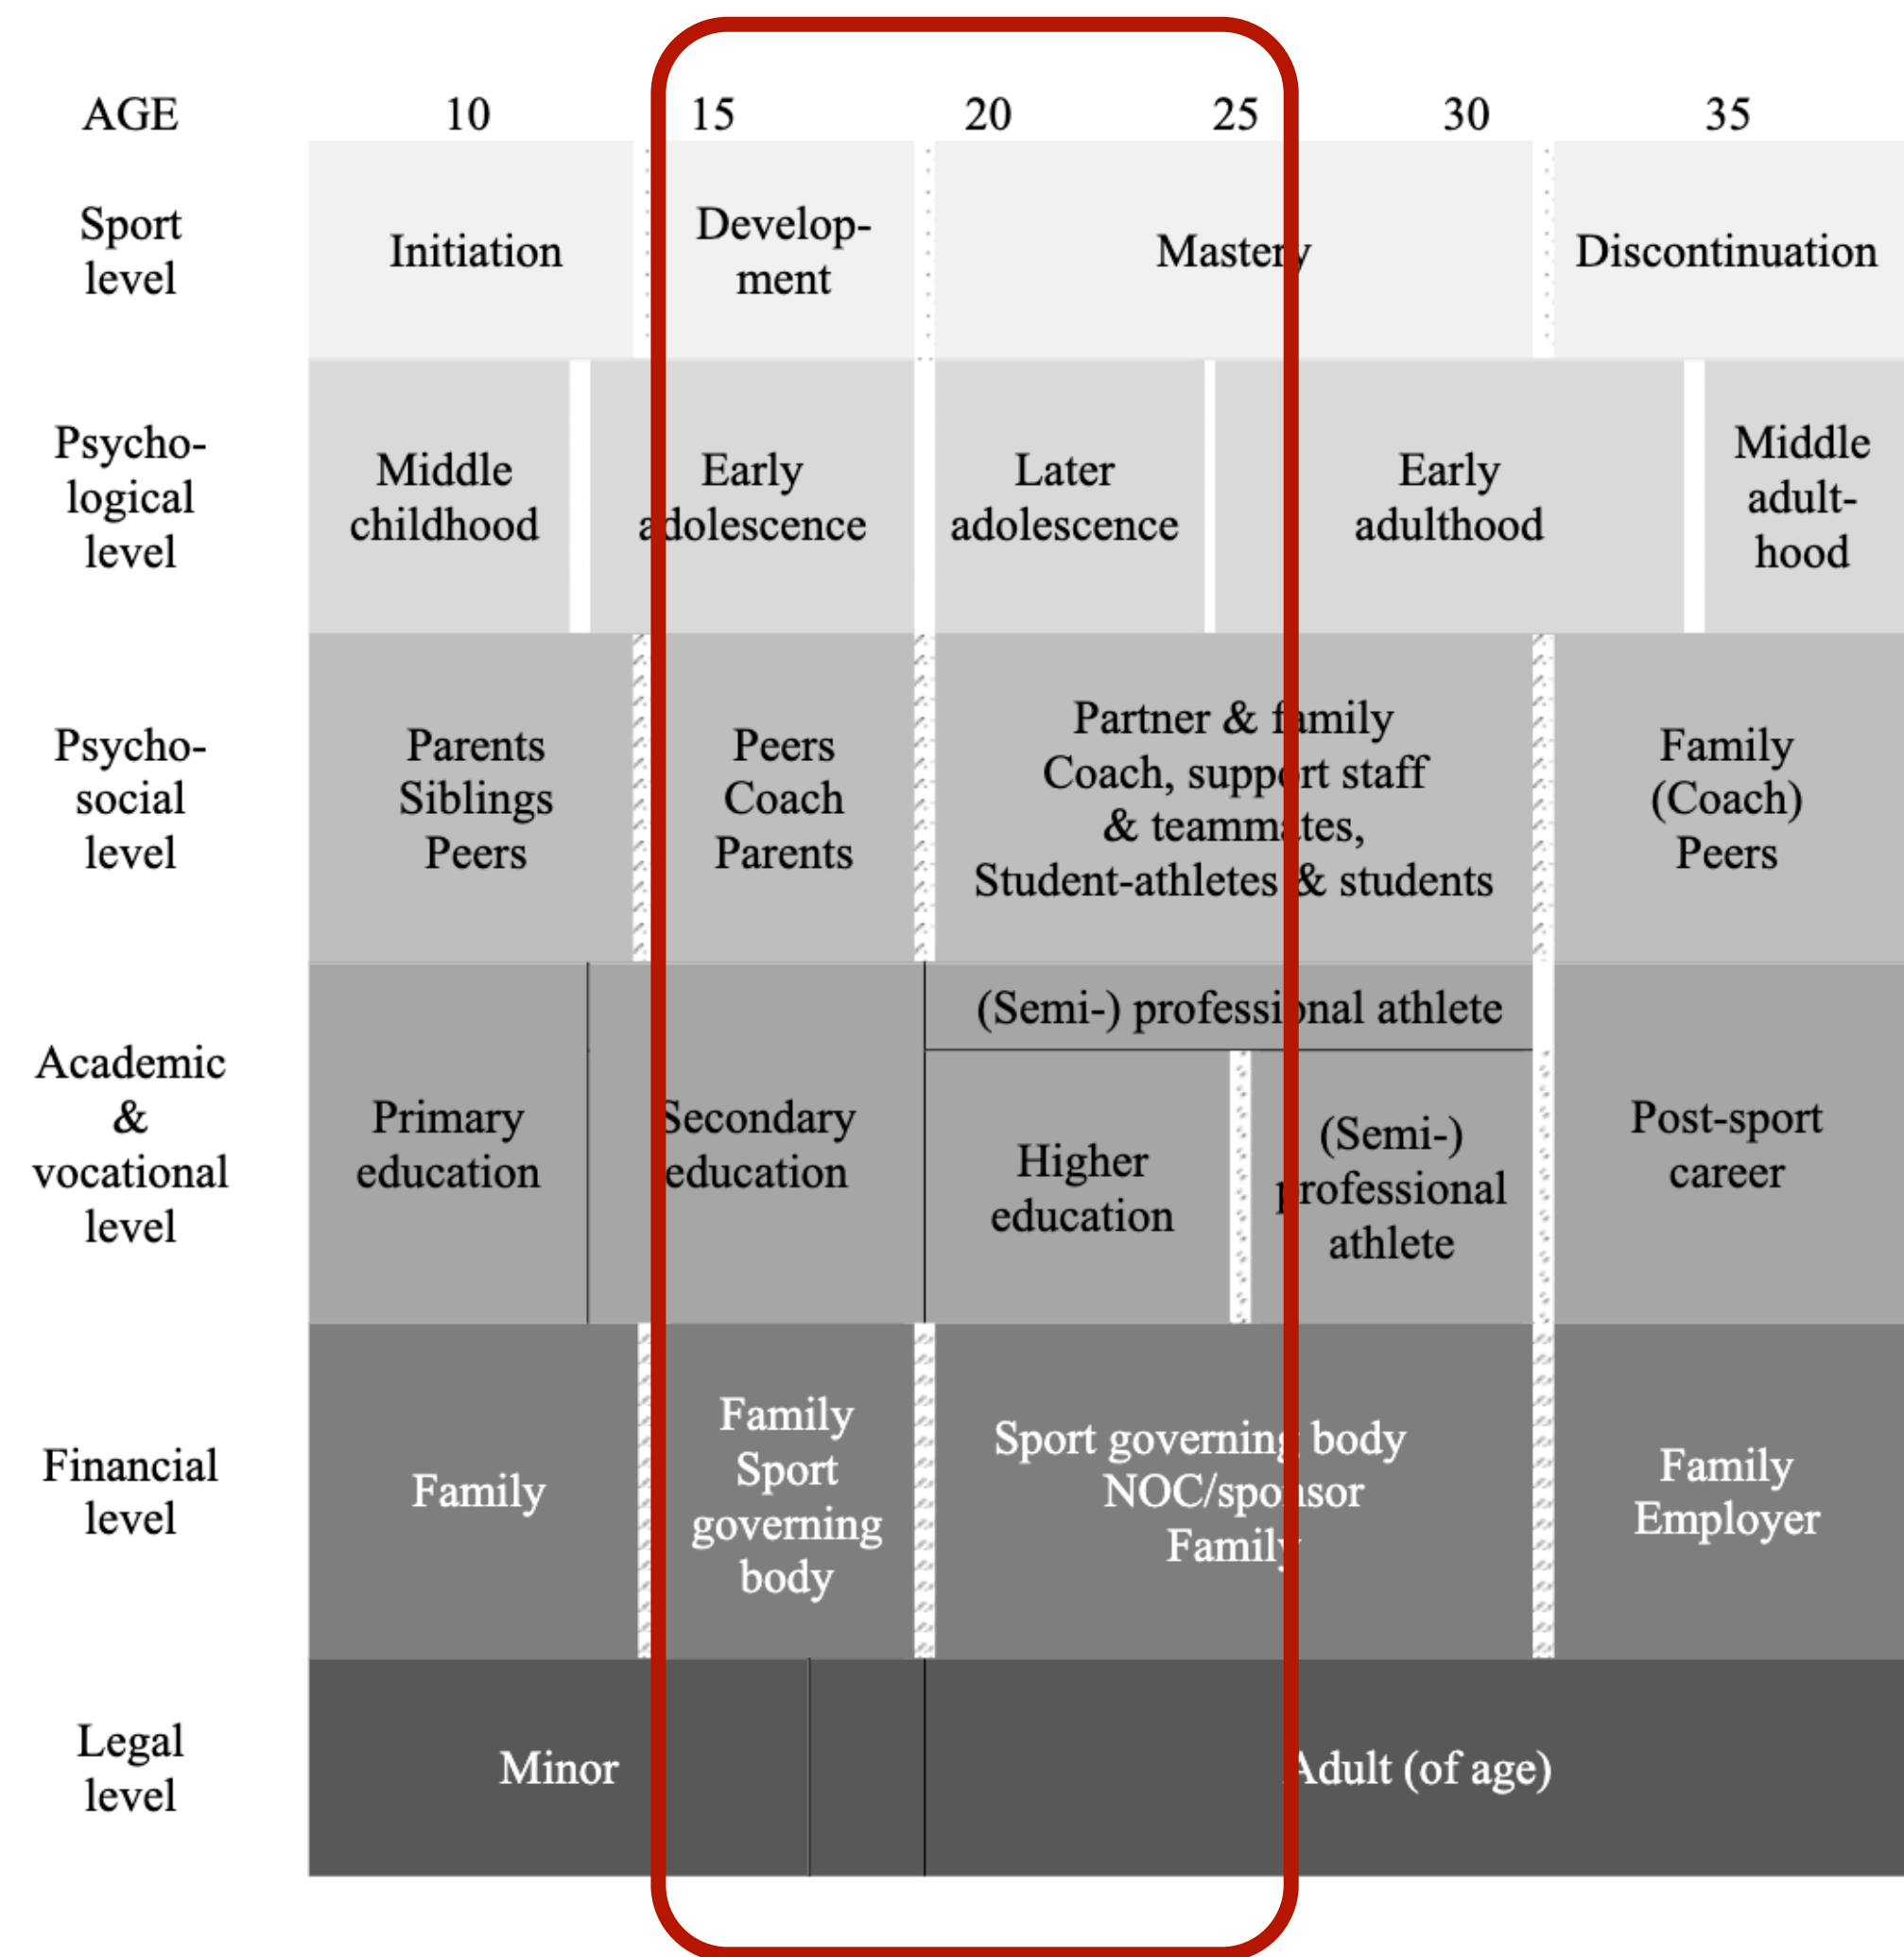 AGE 10 15 20 25 30 35
Sport
level
Initiation
Develop-
ment
Mastery
Discontinuation
Psycho-
logical
level
Middle
childhood
Early
adolescence
Later
adolescence
Early
adulthood
Middle
adult-
hood
Psycho-
social
level
Parents
Siblings
Peers
Peers
Coach
Parents
Partner & family
Coach, support staff
& teammates,
Student-athletes & students
Family
(Coach)
Peers
Academic
&
vocational
level
Primary
education
Secondary
education
(Semi-) professional athlete
Higher
education
(Semi-)
professional
athlete
Post-sport
career
Financial
level
Family
Family
Sport
governing
body
Sport governing body
NOC/sponsor
Family
Family
Employer
Legal
level
Minor
Adult (of age)